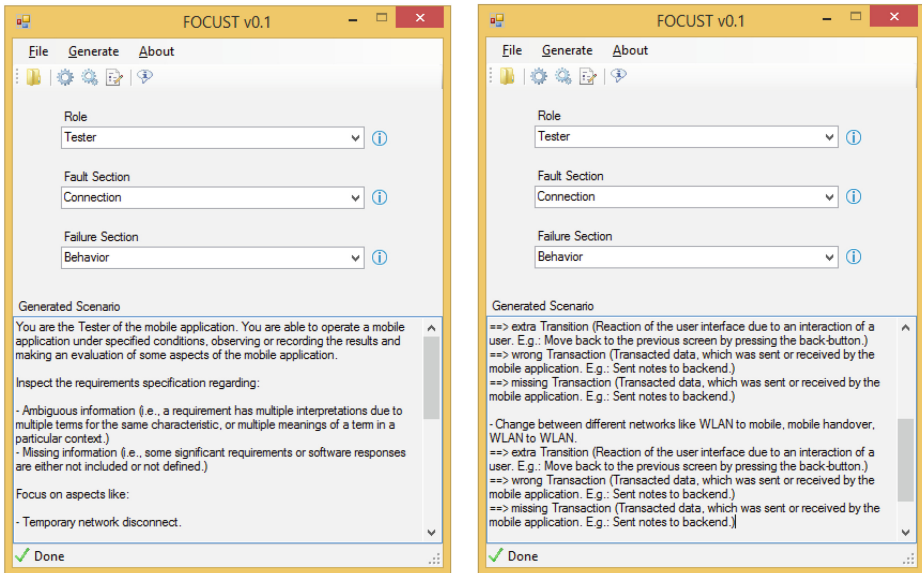 FOCUST v0.1
File Generate About
Role
Tester
Fault Section
Connection
Failure Section
Behavior
Generated Scenario
You are the Tester of the mobile application. You are able to operate a mobile
application under specified conditions, observing or recording the results and
making an evaluation of some aspects of the mobile application.
Inspect the requirements specification regarding:
- Ambiguous information (i.e., a requirement has multiple interpretations due to
multiple terms for the same characteristic, or multiple meanings of a term in a
particular context.)
- Missing information (i.e., some significant requirements or software responses
are either not included or not defined.)
Focus on aspects like:
- Temporary network disconnect.
Done
FOCUST v0.1
File Generate About
Role
Tester
Fault Section
Connection
Failure Section
Behavior
Generated Scenario
==> extra Transition (Reaction of the user interface due to an interaction of a
user. E.g.: Move back to the previous screen by pressing the back-button.)
==> wrong Transaction (Transacted data, which was sent or received by the
mobile application. E.g.: Sent notes to backend.)
==> missing Transaction (Transacted data, which was sent or received by the
mobile application. E.g.: Sent notes to backend.)
- Change between different networks like WLAN to mobile, mobile handover,
WLAN to WLAN.
==> extra Transition (Reaction of the user interface due to an interaction of a
user. E.g.: Move back to the previous screen by pressing the back-button.)
==> wrong Transaction (Transacted data, which was sent or received by the
mobile application. E.g.: Sent notes to backend.)
==> missing Transaction (Transacted data, which was sent or received by the
mobile application. E.g.: Sent notes to backend.)
Done